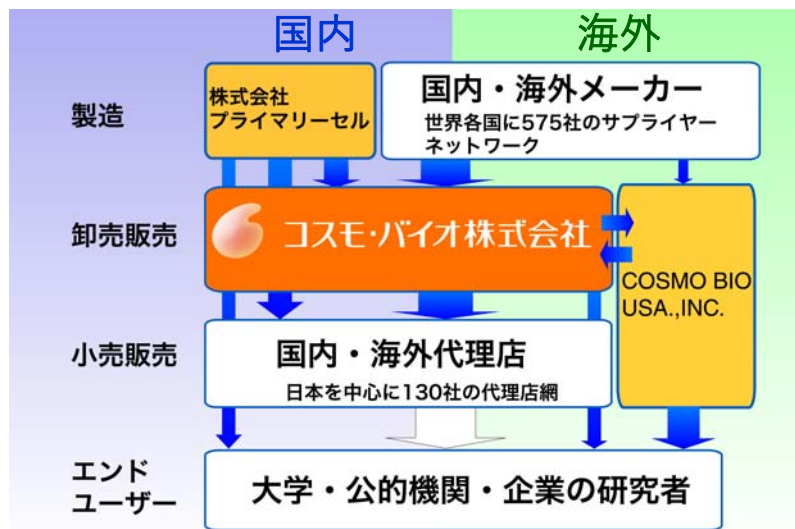 国内
海外
製造
株式会社
プライマリーセル
国内・海外メーカー
世界各国に575社のサプライヤー
ネットワーク
卸売販売
コスモ・バイオ株式会社
COSMO BIO
USA.,INC.
小売販売
国内・海外代理店
日本を中心に130社の代理店網
エンド
ユーザー
大学・公的機関・企業の研究者